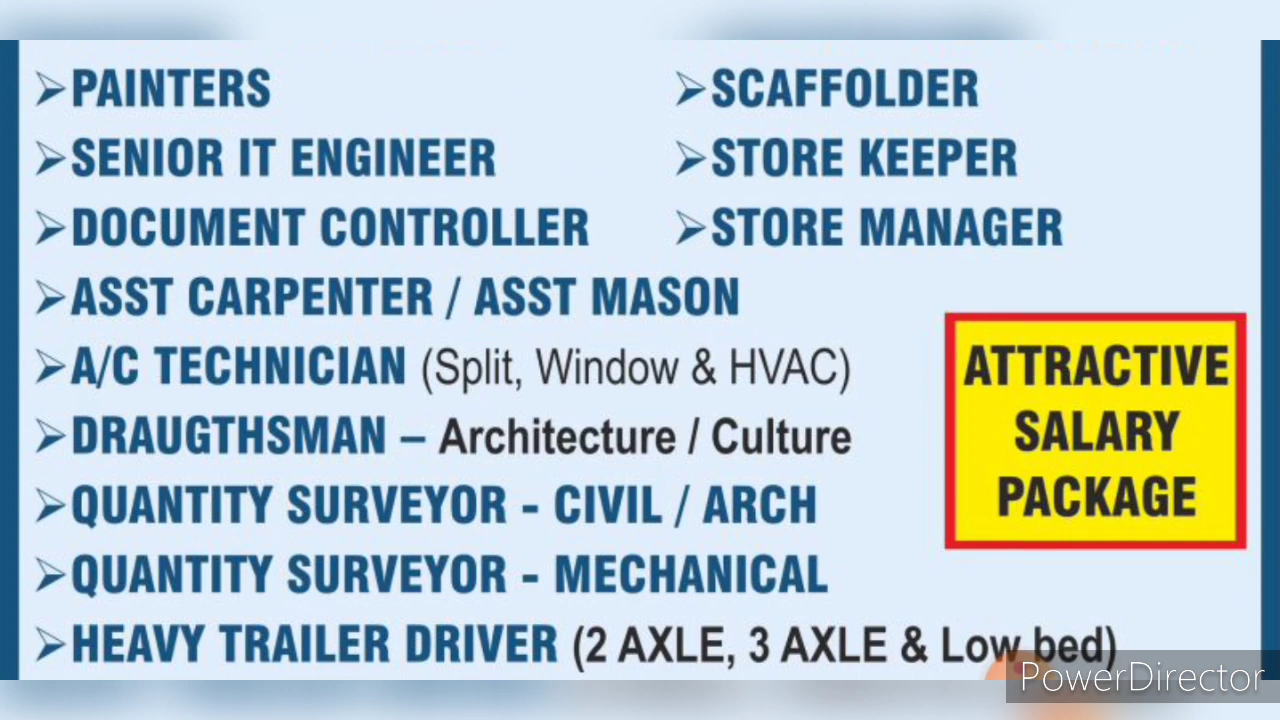 ➢PAINTERS
➢SCAFFOLDER
➢SENIOR IT ENGINEER
➢STORE KEEPER
➢DOCUMENT CONTROLLER
➢STORE MANAGER
➢ASST CARPENTER / ASST MASON
➢A/C TECHNICIAN (Split, Window & HVAC)
➢DRAUGTHSMAN – Architecture / Culture
➢QUANTITY SURVEYOR - CIVIL / ARCH
➢QUANTITY SURVEYOR - MECHANICAL
➢HEAVY TRAILER DRIVER (2 AXLE, 3 AXLE & Low bed)
ATTRACTIVE
SALARY
PACKAGE
PowerDirector